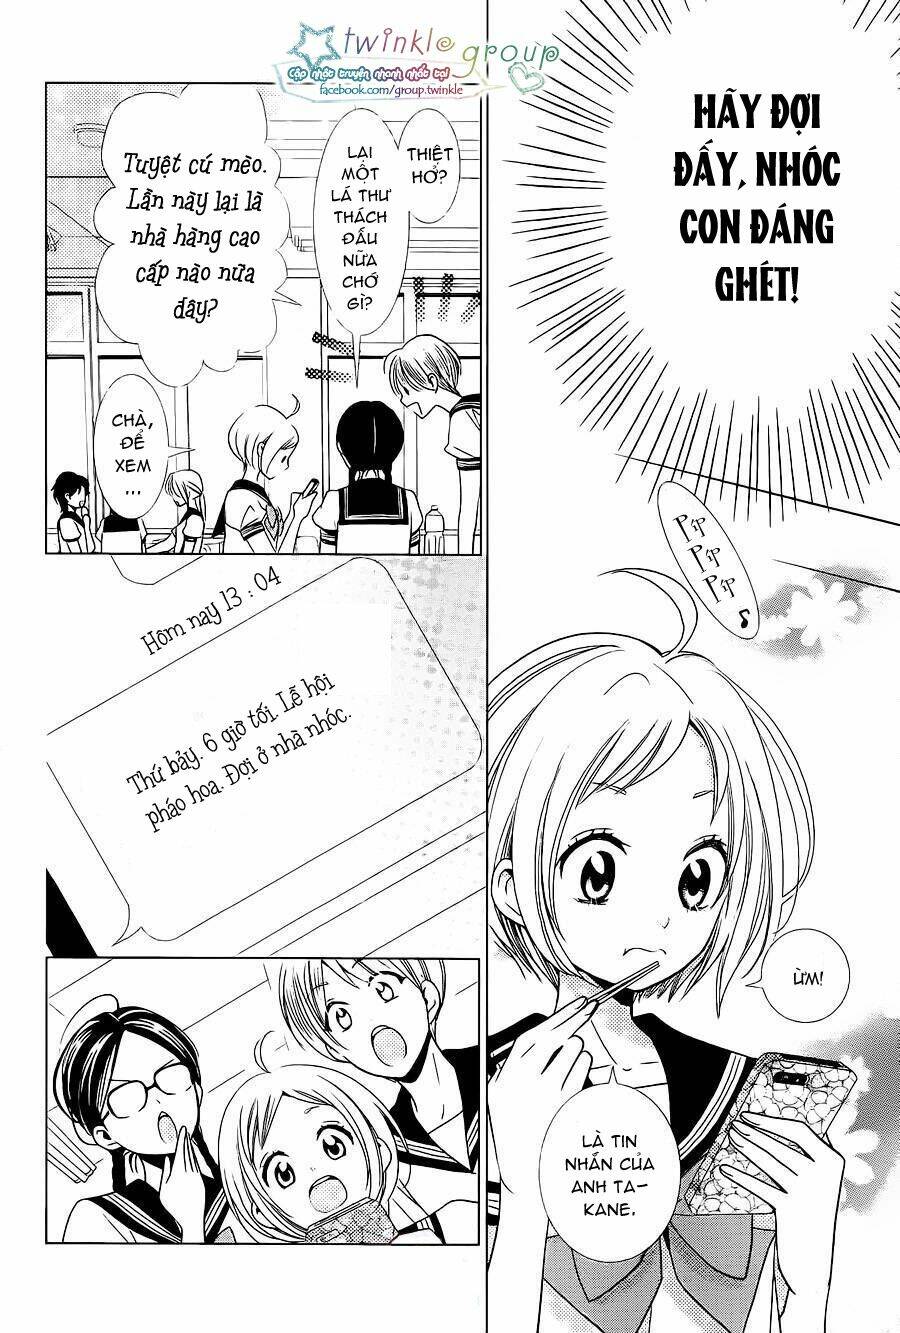 twinkle group
Cập nhật truyện nhanh nhất tại
facebook.com/group.twinkle
HÃY ĐỢI
ĐẤY, NHÓC
CON ĐÁNG
GHÉT!
Píp
Píp
Píp
ỪM!
LÀ TIN
NHẮN CỦA
ANH TA-
KANE.
THIỆT
HỞ?
LẠI
MỘT
LÁ THƯ
THÁCH
ĐẤU
NỮA
CHỚ
GÌ?
Tuyệt cú mèo.
Lần này lại là
nhà hàng cao
cấp nào nữa
đây?
CHÀ,
ĐỂ
XEM
...
Hôm nay 13 : 04
Thứ bảy. 6 giờ tối. Lễ hội
pháo hoa. Đợi ở nhà nhóc.